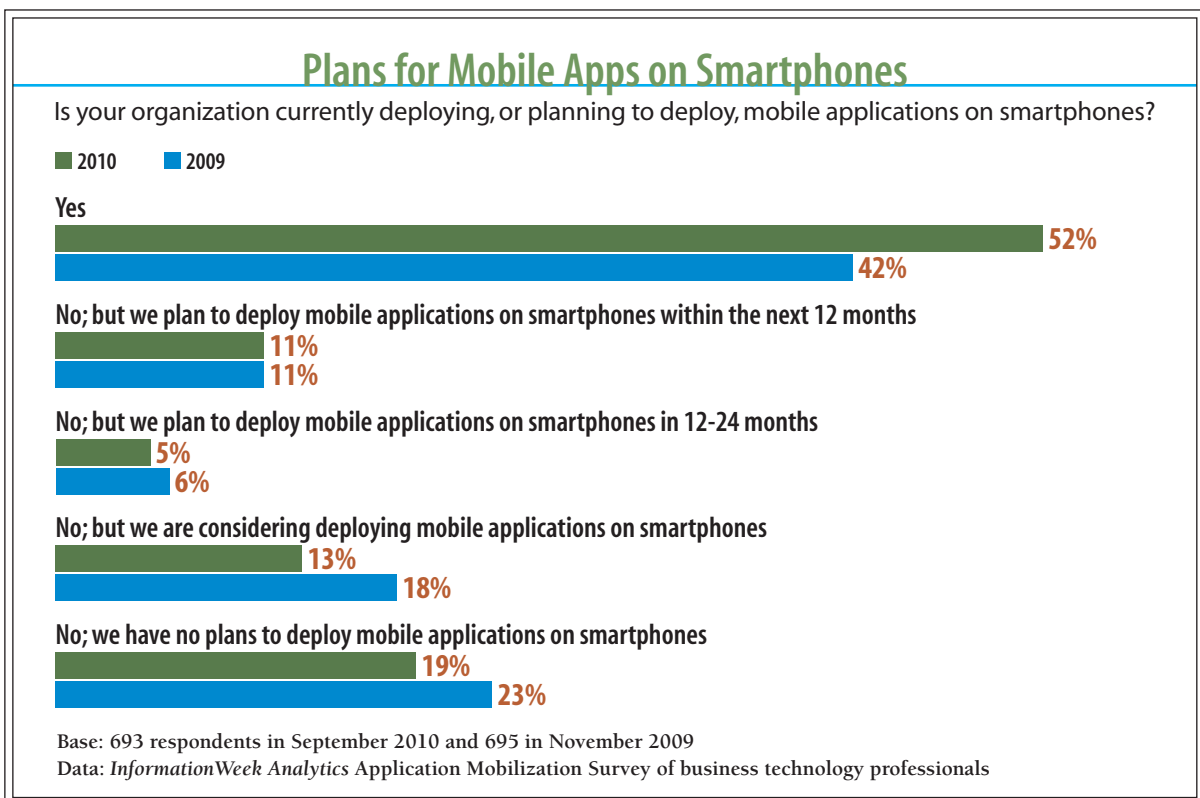 Plans for Mobile Apps on Smartphones
Is your organization currently deploying, or planning to deploy, mobile applications on smartphones?
2010 2009
Yes
52%
42%
No; but we plan to deploy mobile applications on smartphones within the next 12 months
11%
11%
No; but we plan to deploy mobile applications on smartphones in 12-24 months
5%
6%
No; but we are considering deploying mobile applications on smartphones
13%
18%
No; we have no plans to deploy mobile applications on smartphones
19%
23%
Base: 693 respondents in September 2010 and 695 in November 2009
Data: InformationWeek Analytics Application Mobilization Survey of business technology professionals